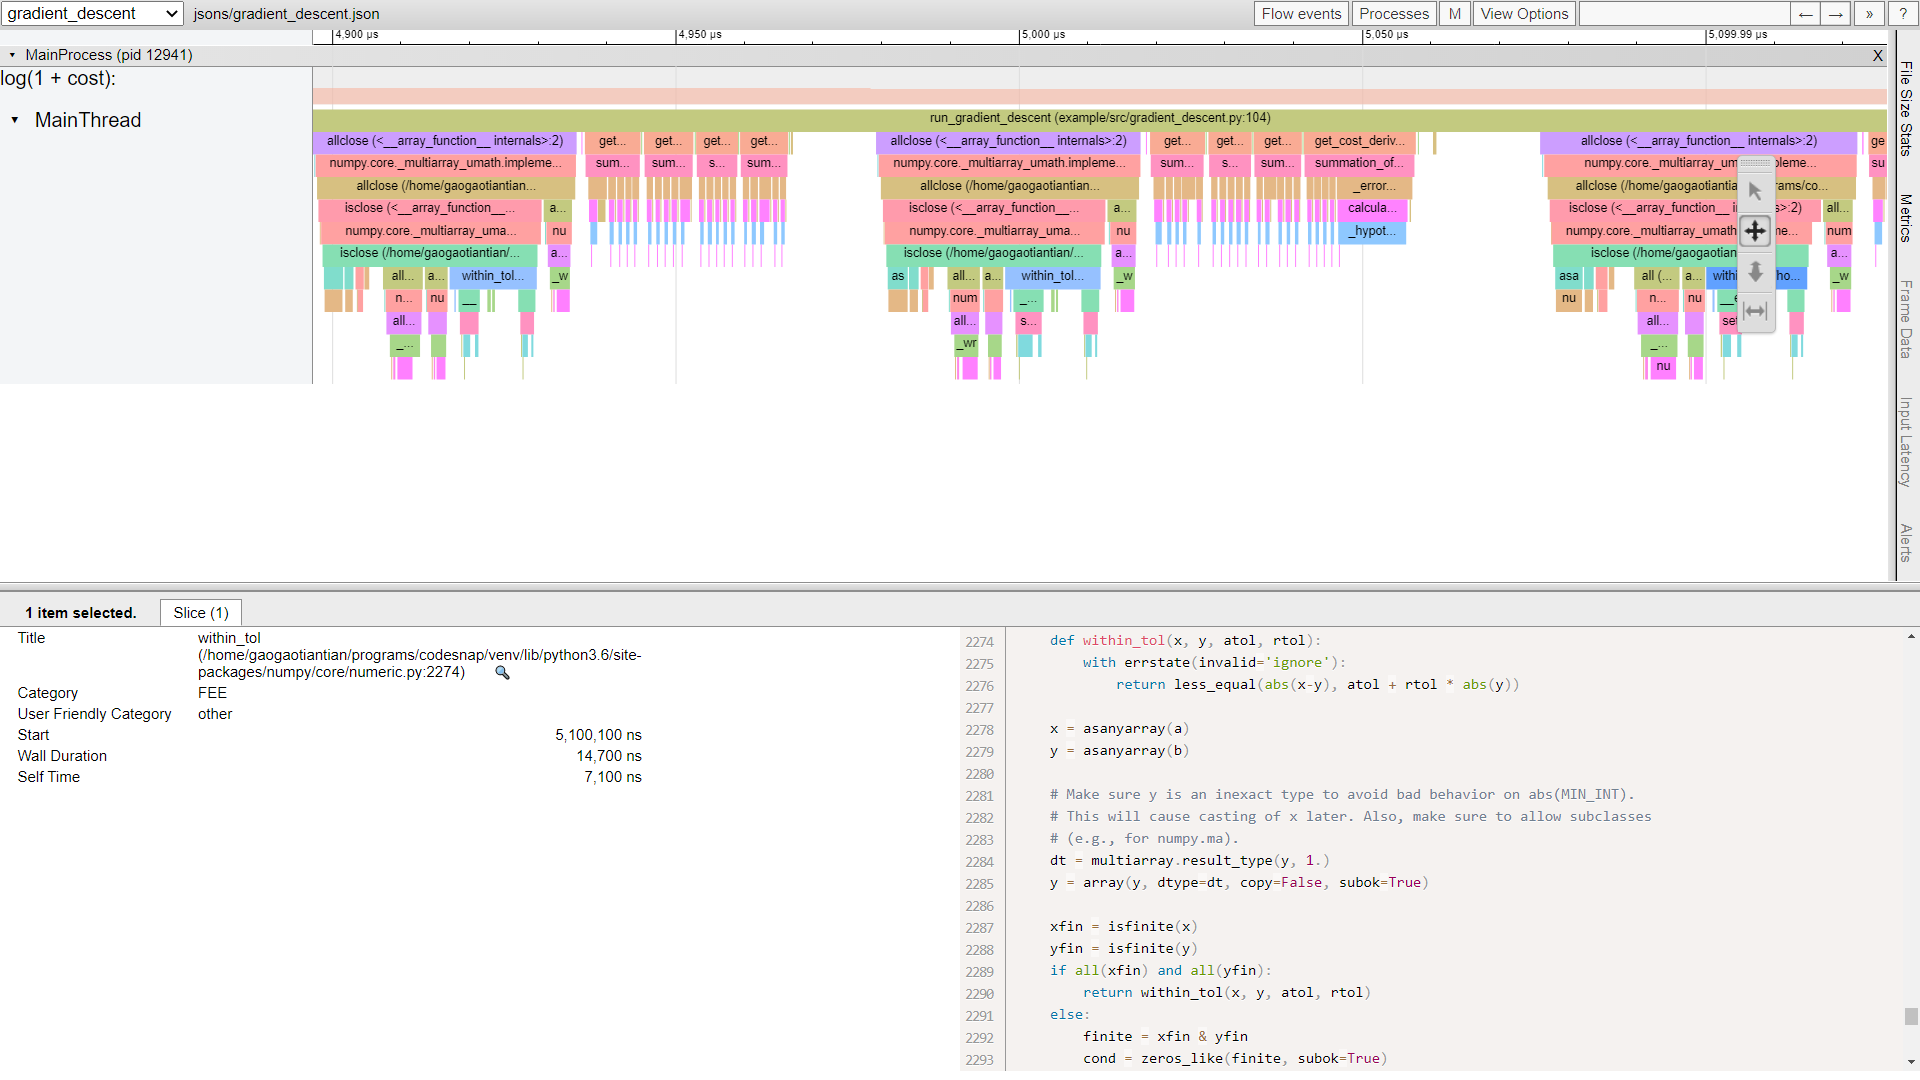 gradient_descent jsons/gradient_descent.json Flow events Processes M View Options ← → » ?
4,900 µs 4,950 µs 5,000 µs 5,050 µs 5,099.99 µs
MainProcess (pid 12941) X
log(1 + cost):
MainThread
run_gradient_descent (example/src/gradient_descent.py:104)
allclose (<__array_function__ internals>:2) get... get... get... get... allclose (<__array_function__ internals>:2) get... get... get... get_cost_deriv... allclose (<__array_function__ internals>:2) ge
numpy.core._multiarray_umath.impleme... sum... sum... s... sum... numpy.core._multiarray_umath.impleme... sum... s... sum... summation_of... numpy.core._multiarray_um pleme... su
allclose (/home/gaogaotiantian... allclose (/home/gaogaotiantian... _error... allclose (/home/gaogaotiantia rams/co...
isclose (<__array_function__... a... isclose (<__array_function__... a... calcula... isclose (<__array_function__ i s>:2) all...
numpy.core._multiarray_uma... nu numpy.core._multiarray_uma... nu _hypot... numpy.core._multiarray_umath me... num
isclose (/home/gaogaotiantian/... a... isclose (/home/gaogaotiantian/... a... isclose (/home/gaogaotian a...
all... a... within_tol... _w as all... a... within_tol... _w asa all (... a... withi ho... _w
n... nu __ num _... nu n... nu __e
all... all... s... all... set
_... _wr _...
nu
File Size Stats
Metrics
Frame Data
Input Latency
Alerts
1 item selected. Slice (1)
Title within_tol
(/home/gaogaotiantian/programs/codesnap/venv/lib/python3.6/site-
packages/numpy/core/numeric.py:2274)
Category FEE
User Friendly Category other
Start 5,100,100 ns
Wall Duration 14,700 ns
Self Time 7,100 ns
2274 def within_tol(x, y, atol, rtol):
2275 with errstate(invalid='ignore'):
2276 return less_equal(abs(x-y), atol + rtol * abs(y))
2277
2278 x = asanyarray(a)
2279 y = asanyarray(b)
2280
2281 # Make sure y is an inexact type to avoid bad behavior on abs(MIN_INT).
2282 # This will cause casting of x later. Also, make sure to allow subclasses
2283 # (e.g., for numpy.ma).
2284 dt = multiarray.result_type(y, 1.)
2285 y = array(y, dtype=dt, copy=False, subok=True)
2286
2287 xfin = isfinite(x)
2288 yfin = isfinite(y)
2289 if all(xfin) and all(yfin):
2290 return within_tol(x, y, atol, rtol)
2291 else:
2292 finite = xfin & yfin
2293 cond = zeros_like(finite, subok=True)